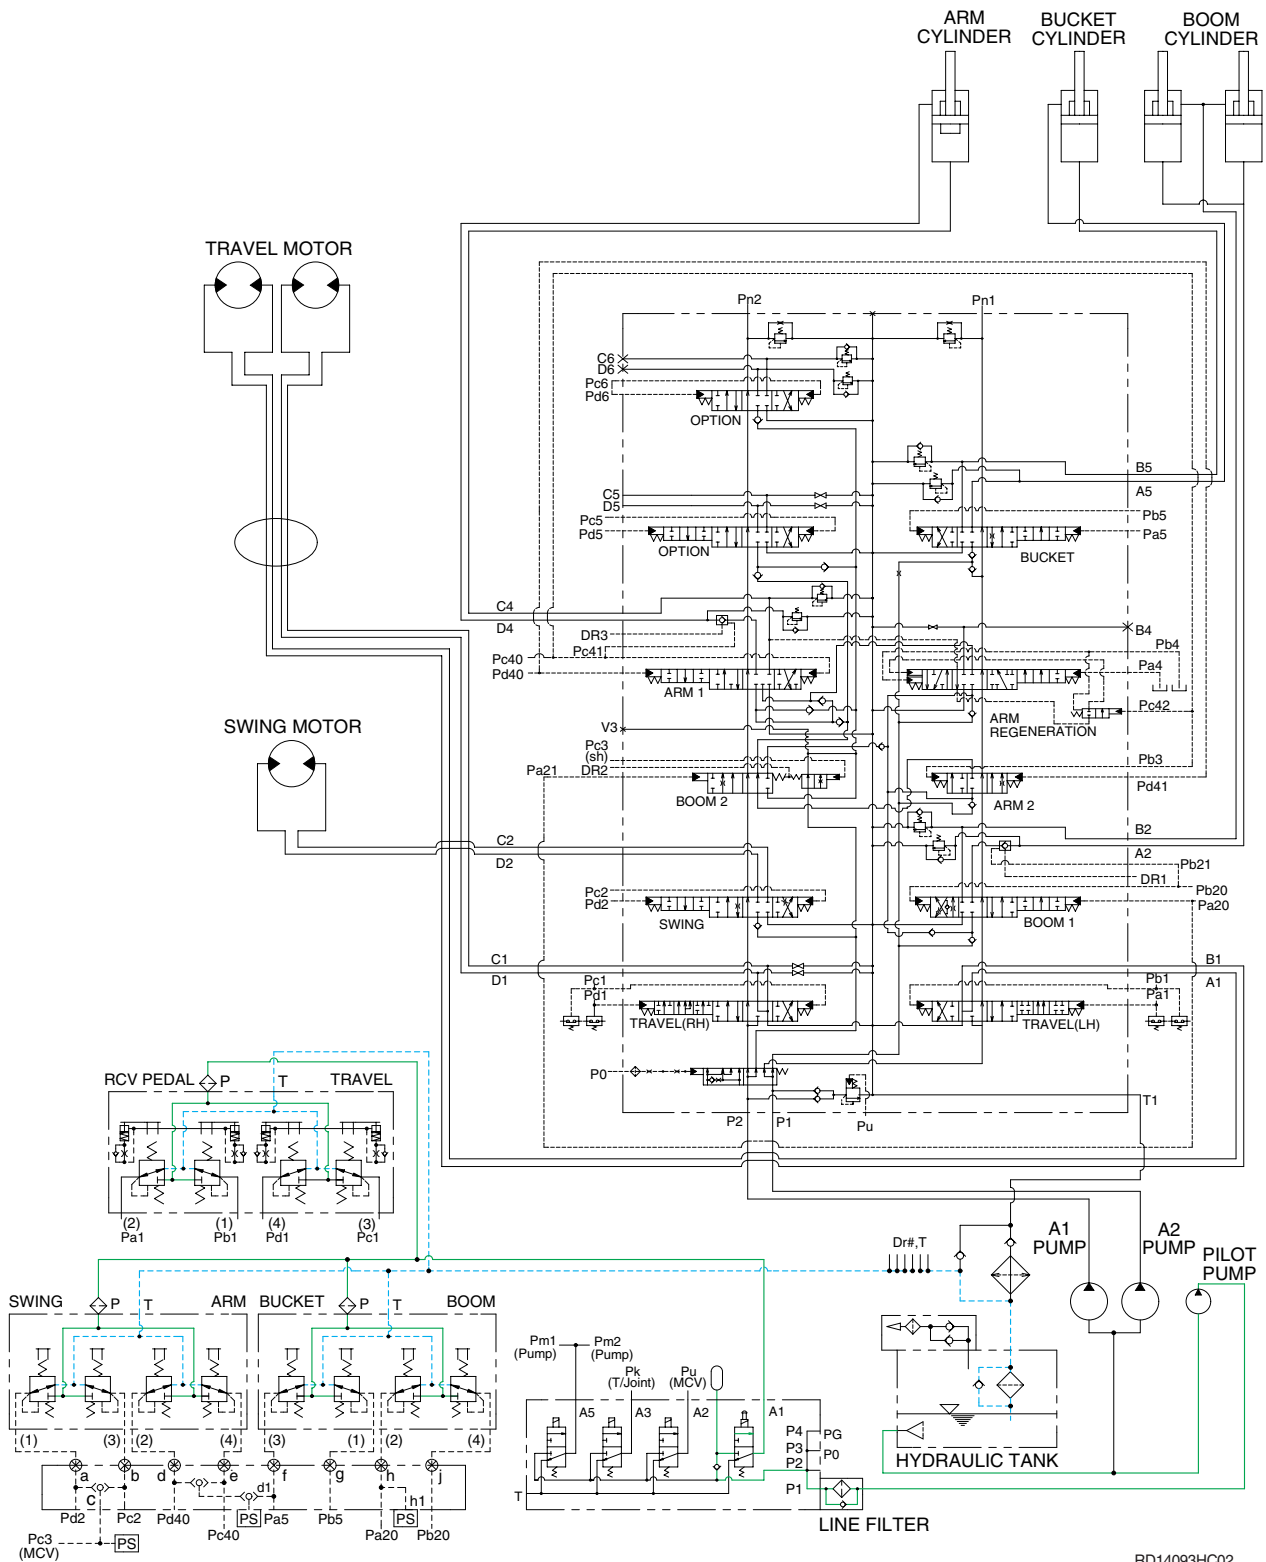 ARM
CYLINDER
BUCKET
CYLINDER
BOOM
CYLINDER
TRAVEL MOTOR
Pn2
Pn1
C6
D6
Pc6
Pd6
OPTION
B5
A5
C5
D5
Pc5
Pd5
OPTION
BUCKET
Pb5
Pa5
C4
D4
DR3
B4
Pc41
Pb4
Pc40
Pd40
ARM 1
Pa4
SWING MOTOR
ARM
REGENERATION
Pc42
V3
Pc3
(sh)
DR2
Pb3
Pa21
Pd41
BOOM 2
ARM 2
B2
A2
C2
D2
Pb21
DR1
Pc2
Pd2
Pb20
Pa20
SWING
BOOM 1
C1
D1
B1
A1
Pc1
Pd1
Pb1
Pa1
TRAVEL(RH)
TRAVEL(LH)
P0
P2
P1
Pu
T1
RCV PEDAL
P
T
TRAVEL
(2)
Pa1
(1)
Pb1
(4)
Pd1
(3)
Pc1
A1
PUMP
A2
PUMP
PILOT
PUMP
Dr#,T
SWING
P
T
ARM
BUCKET
P
T
BOOM
(1)
(3)
(2)
(4)
(3)
(1)
(2)
(4)
a
b
d
e
f
g
h
j
c
d1
h1
Pd2
Pc2
Pd40
Pc40
PS
Pa5
Pb5
Pa20
PS
Pb20
Pc3
(MCV)
PS
Pm1
(Pump)
Pm2
(Pump)
Pk
(T/Joint)
Pu
(MCV)
A5
A3
A2
A1
P4
PG
P3
P0
P2
P1
T
LINE FILTER
HYDRAULIC TANK
RD14093HC02